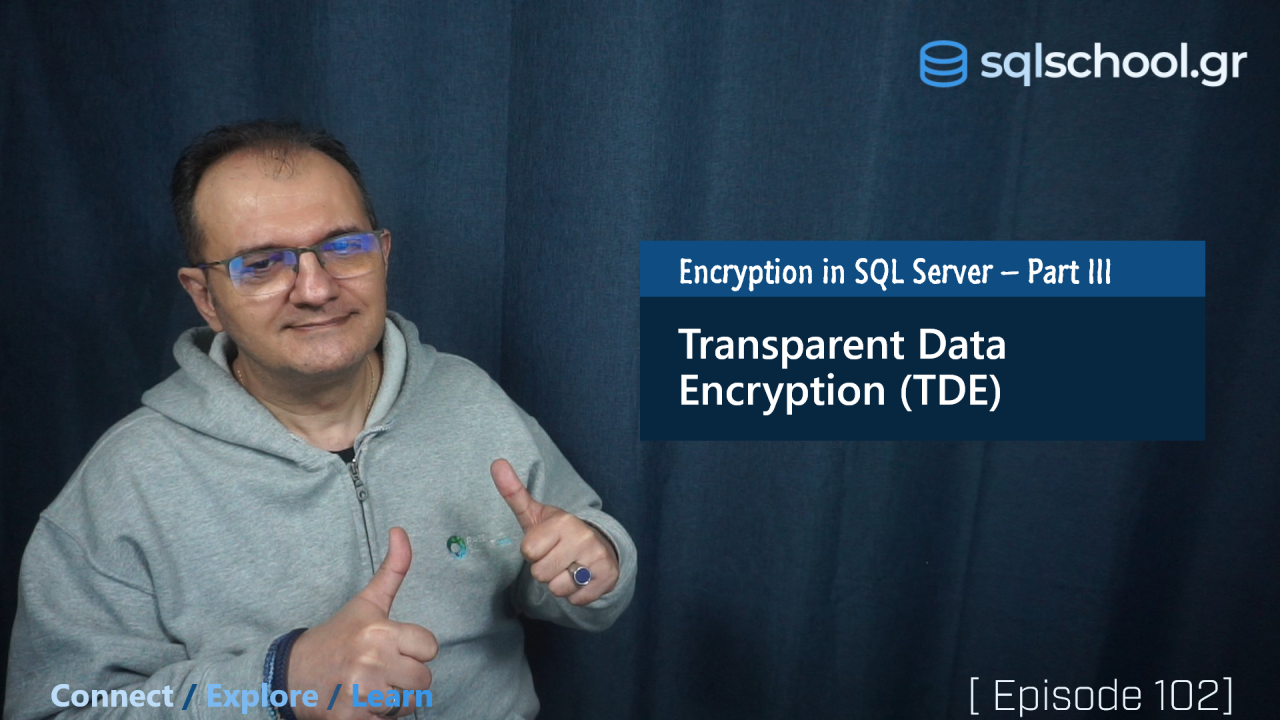 sqlschool.gr
Encryption in SQL Server – Part III
Transparent Data
Encryption (TDE)
Connect / Explore / Learn
[ Episode 102]